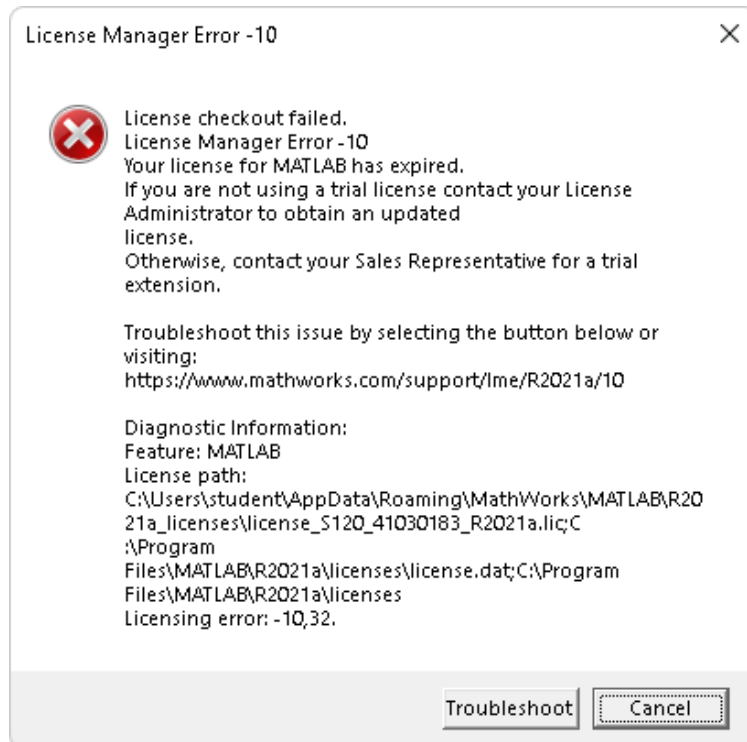 License Manager Error -10
License checkout failed.
License Manager Error -10
Your license for MATLAB has expired.
If you are not using a trial license contact your License
Administrator to obtain an updated
license.
Otherwise, contact your Sales Representative for a trial
extension.
Troubleshoot this issue by selecting the button below or
visiting:
https://www.mathworks.com/support/lme/R2021a/10
Diagnostic Information:
Feature: MATLAB
License path:
C:\Users\student\AppData\Roaming\MathWorks\MATLAB\R20
21a_licenses\license_S120_41030183_R2021a.lic;C
:\Program
Files\MATLAB\R2021a\licenses\license.dat;C:\Program
Files\MATLAB\R2021a\licenses
Licensing error: -10,32.
Troubleshoot Cancel